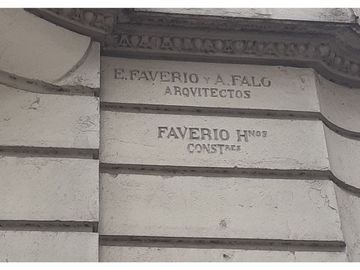 E. FAVERIO Y A. FALO
ARQVITECTOS
FAVERIO Hᴺᴼˢ
CONSTᴿᴱˢ